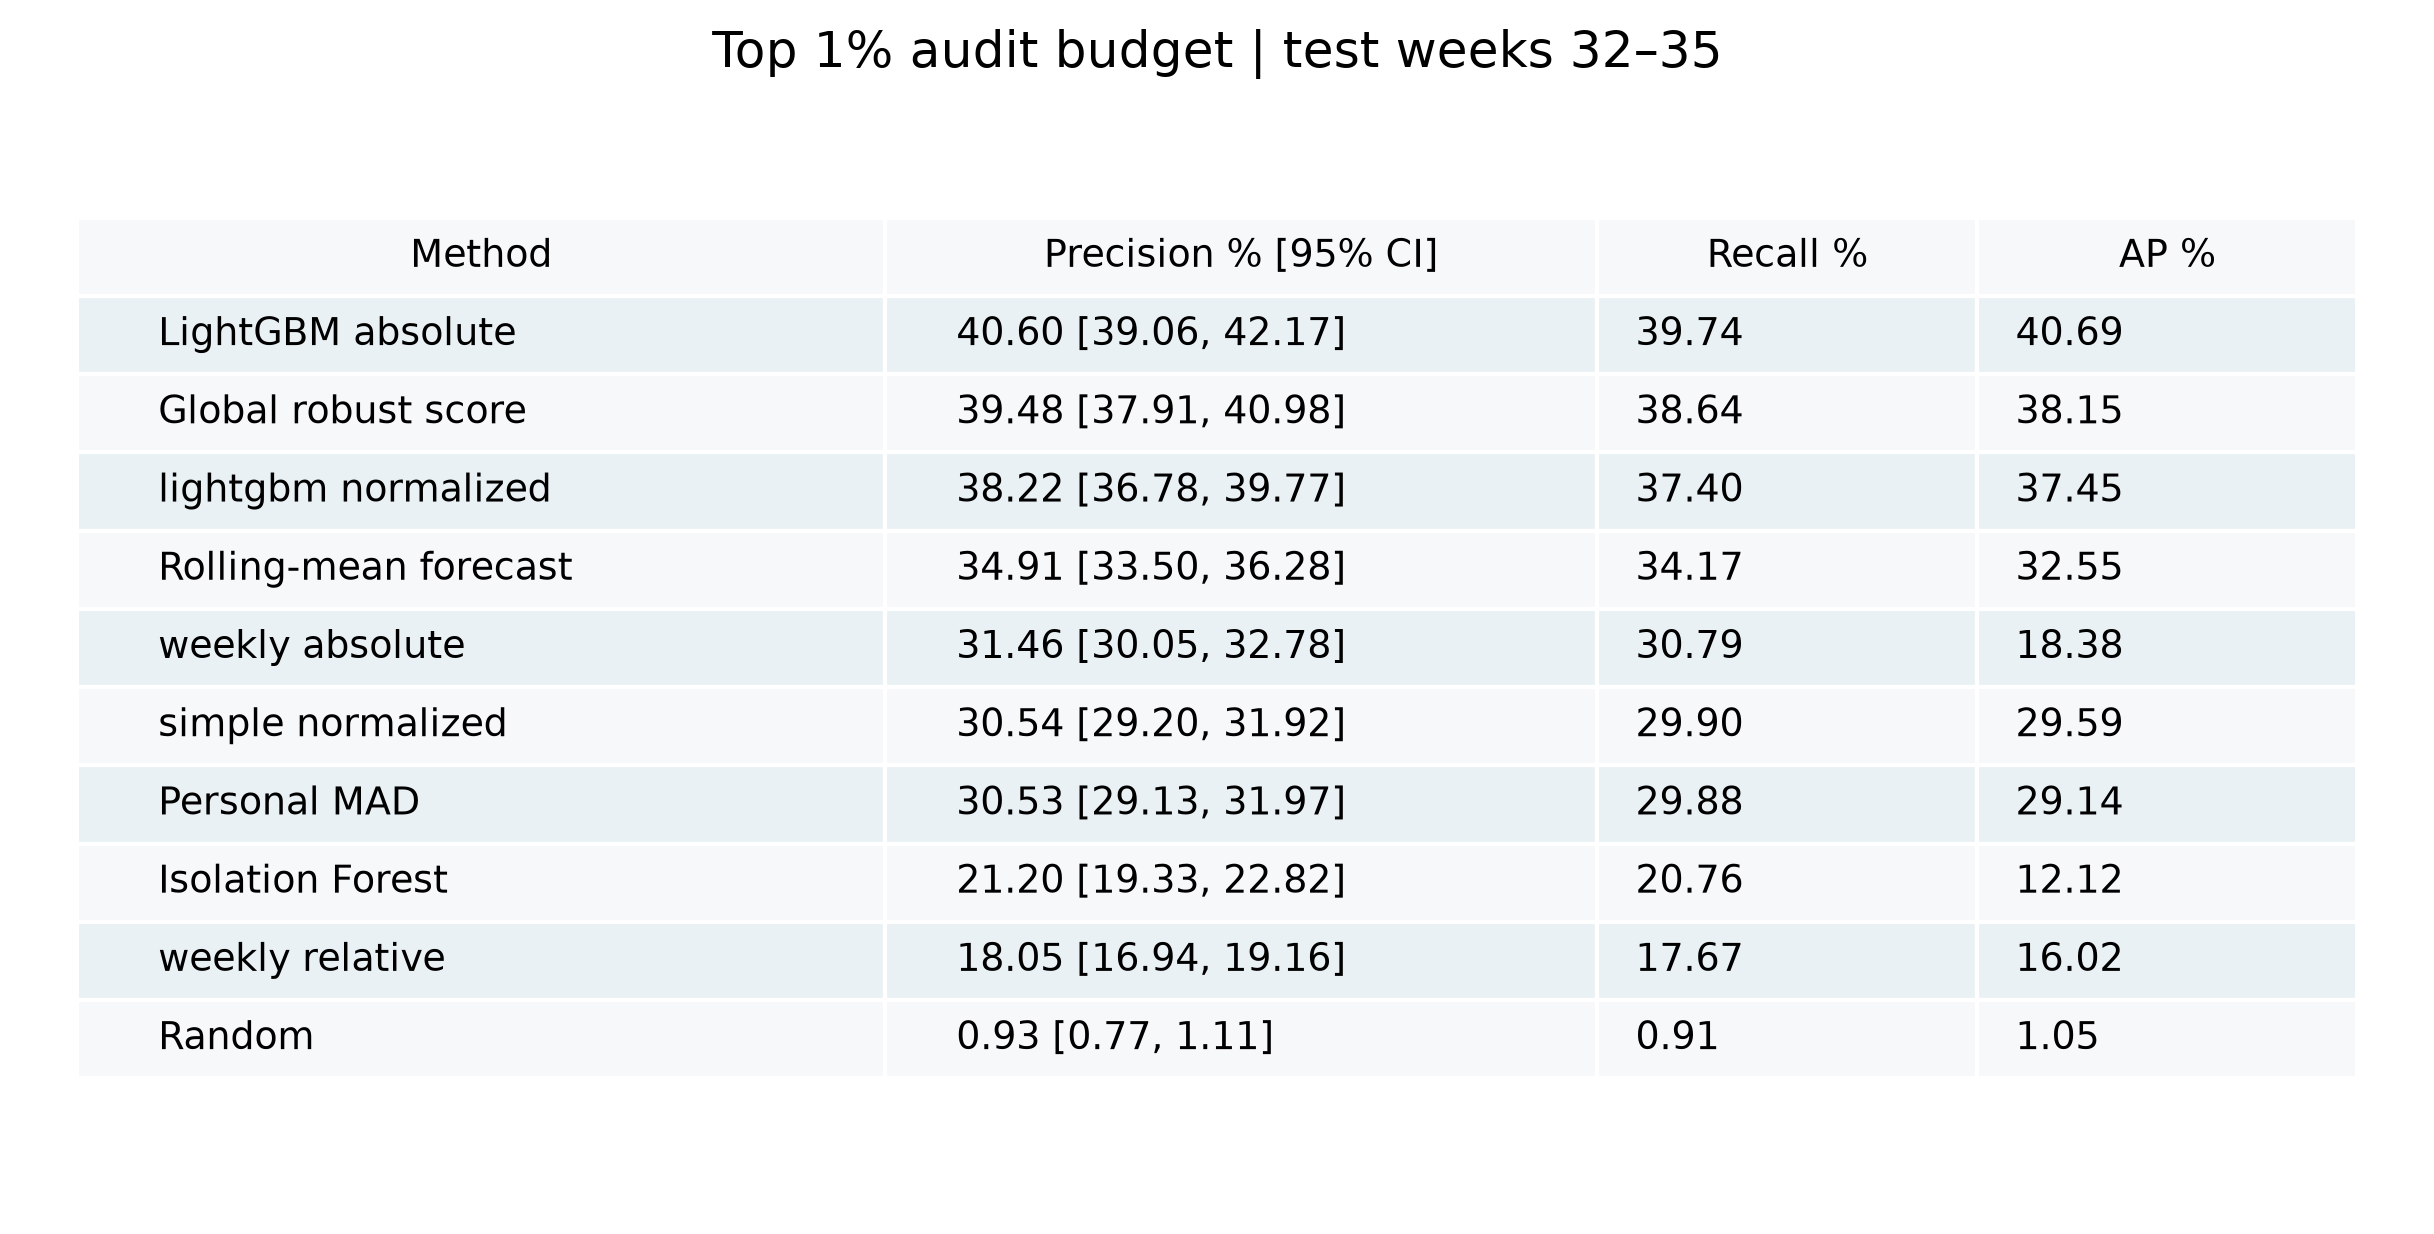 Top 1% audit budget | test weeks 32–35
Method Precision % [95% CI] Recall % AP %
LightGBM absolute 40.60 [39.06, 42.17] 39.74 40.69
Global robust score 39.48 [37.91, 40.98] 38.64 38.15
lightgbm normalized 38.22 [36.78, 39.77] 37.40 37.45
Rolling-mean forecast 34.91 [33.50, 36.28] 34.17 32.55
weekly absolute 31.46 [30.05, 32.78] 30.79 18.38
simple normalized 30.54 [29.20, 31.92] 29.90 29.59
Personal MAD 30.53 [29.13, 31.97] 29.88 29.14
Isolation Forest 21.20 [19.33, 22.82] 20.76 12.12
weekly relative 18.05 [16.94, 19.16] 17.67 16.02
Random 0.93 [0.77, 1.11] 0.91 1.05